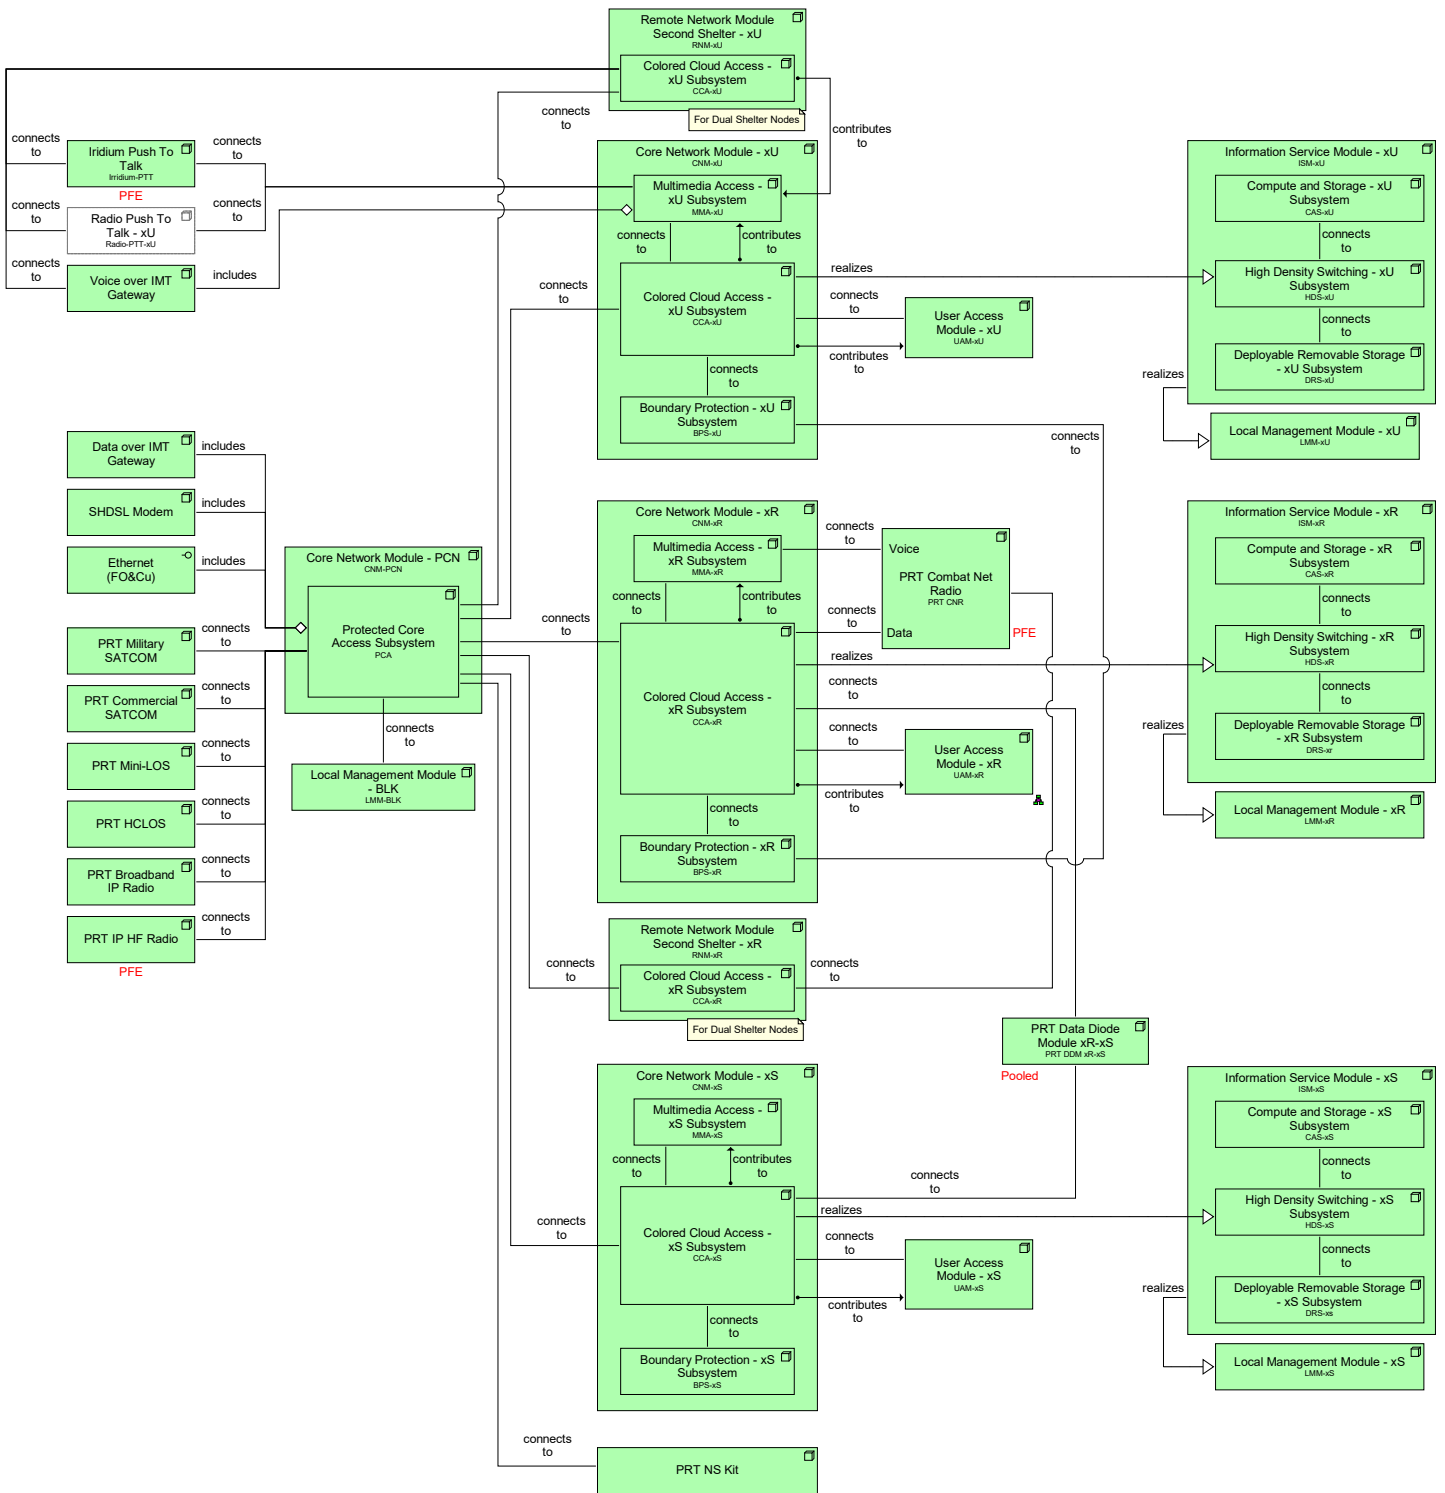 Remote Network Module
Second Shelter - xU
RNM-xU
Colored Cloud Access -
xU Subsystem
CCA-xU
For Dual Shelter Nodes
connects
to
contributes
to
connects
to
Iridium Push To
Talk
Irridium-PTT
PFE
connects
to
connects
to
Radio Push To
Talk - xU
Radio-PTT-xU
connects
to
connects
to
Voice over IMT
Gateway
includes
Core Network Module - xU
CNM-xU
Multimedia Access -
xU Subsystem
MMA-xU
connects
to
contributes
to
connects
to
Colored Cloud Access -
xU Subsystem
CCA-xU
realizes
connects
to
contributes
to
User Access
Module - xU
UAM-xU
connects
to
Boundary Protection - xU
Subsystem
BPS-xU
connects
to
Information Service Module - xU
ISM-xU
Compute and Storage - xU
Subsystem
CAS-xU
connects
to
High Density Switching - xU
Subsystem
HDS-xU
connects
to
Deployable Removable Storage
- xU Subsystem
DRS-xU
realizes
Local Management Module - xU
LMM-xU
Data over IMT
Gateway
includes
SHDSL Modem
includes
Ethernet
(FO&Cu)
includes
PRT Military
SATCOM
connects
to
PRT Commercial
SATCOM
connects
to
PRT Mini-LOS
connects
to
PRT HCLOS
connects
to
PRT Broadband
IP Radio
connects
to
PRT IP HF Radio
connects
to
PFE
Core Network Module - PCN
CNM-PCN
Protected Core
Access Subsystem
PCA
connects
to
Local Management Module
- BLK
LMM-BLK
Core Network Module - xR
CNM-xR
Multimedia Access -
xR Subsystem
MMA-xR
connects
to
contributes
to
connects
to
Colored Cloud Access -
xR Subsystem
CCA-xR
connects
to
connects
to
Voice
PRT Combat Net
Radio
PRT CNR
Data
PFE
realizes
connects
to
connects
to
contributes
to
User Access
Module - xR
UAM-xR
connects
to
Boundary Protection - xR
Subsystem
BPS-xR
Information Service Module - xR
ISM-xR
Compute and Storage - xR
Subsystem
CAS-xR
connects
to
High Density Switching - xR
Subsystem
HDS-xR
connects
to
Deployable Removable Storage
- xR Subsystem
DRS-xr
realizes
Local Management Module - xR
LMM-xR
Remote Network Module
Second Shelter - xR
RNM-xR
Colored Cloud Access -
xR Subsystem
CCA-xR
For Dual Shelter Nodes
connects
to
connects
to
PRT Data Diode
Module xR-xS
PRT DDM xR-xS
Pooled
Core Network Module - xS
CNM-xS
Multimedia Access -
xS Subsystem
MMA-xS
connects
to
contributes
to
connects
to
Colored Cloud Access -
xS Subsystem
CCA-xS
connects
to
realizes
connects
to
contributes
to
User Access
Module - xS
UAM-xS
connects
to
Boundary Protection - xS
Subsystem
BPS-xS
Information Service Module - xS
ISM-xS
Compute and Storage - xS
Subsystem
CAS-xS
connects
to
High Density Switching - xS
Subsystem
HDS-xS
connects
to
Deployable Removable Storage
- xS Subsystem
DRS-xs
realizes
Local Management Module - xS
LMM-xS
connects
to
PRT NS Kit